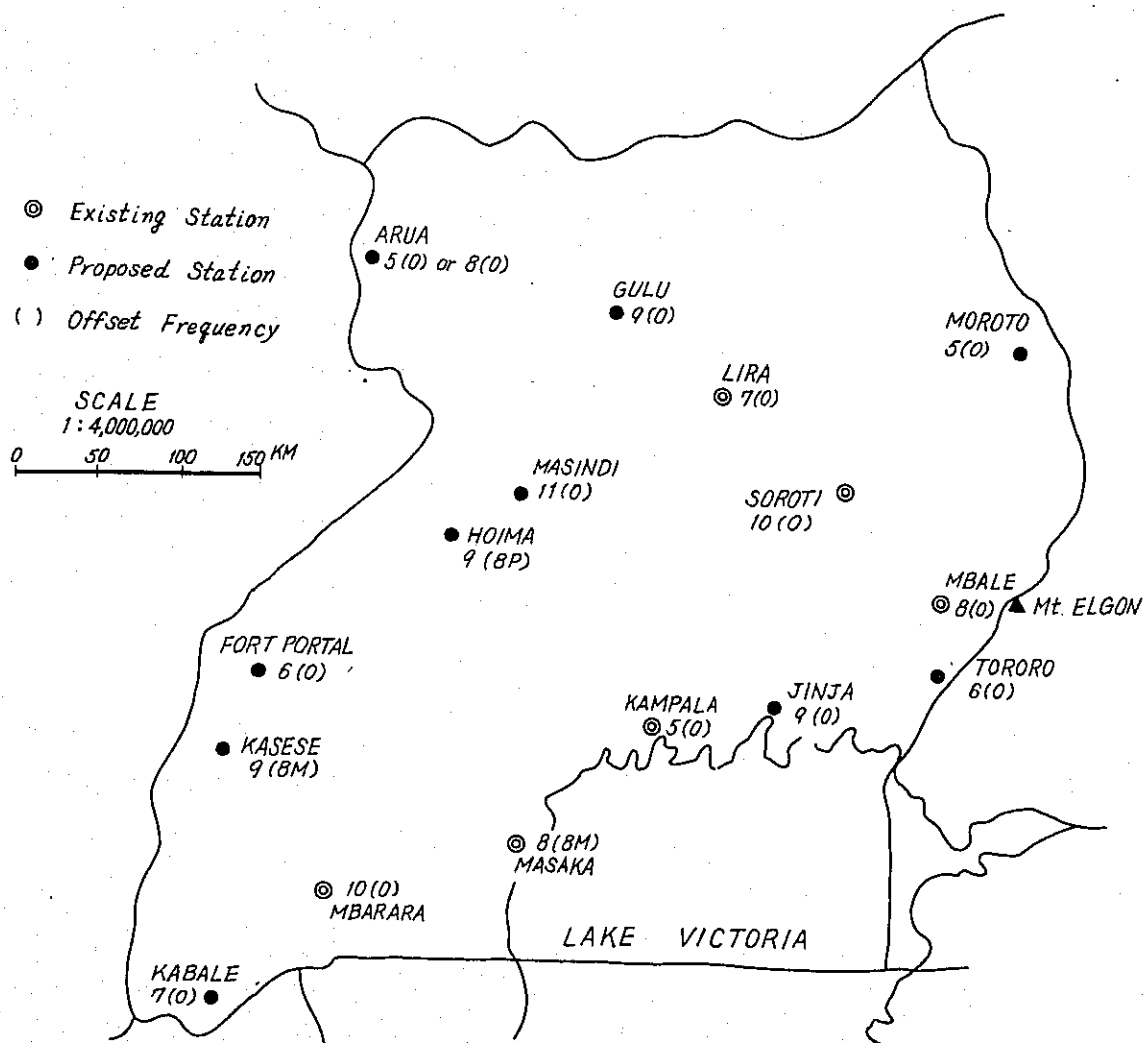 Existing Station
Proposed Station
( ) Offset Frequency
SCALE
1 : 4,000,000
0 50 100 150 KM
ARUA
5(0) or 8(0)
GULU
9(0)
MOROTO
5(0)
LIRA
7(0)
MASINDI
11(0)
SOROTI
10(0)
HOIMA
9 (8P)
MBALE
8(0)
Mt. ELGON
FORT PORTAL
6(0)
TORORO
6(0)
KAMPALA
5(0)
JINJA
9(0)
KASESE
9(8M)
8(8M)
MASAKA
10(0)
MBARARA
LAKE VICTORIA
KABALE
7(0)